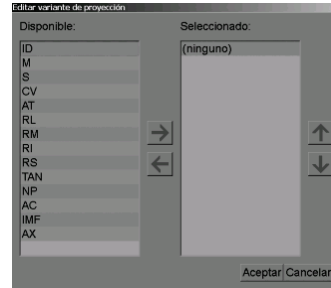 Editar variante de proyección
Disponible:
Seleccionado:
ID
M
S
CV
AT
RL
RM
RI
RS
TAN
NP
AC
IMF
AX
(ninguno)
Aceptar
Cancelar